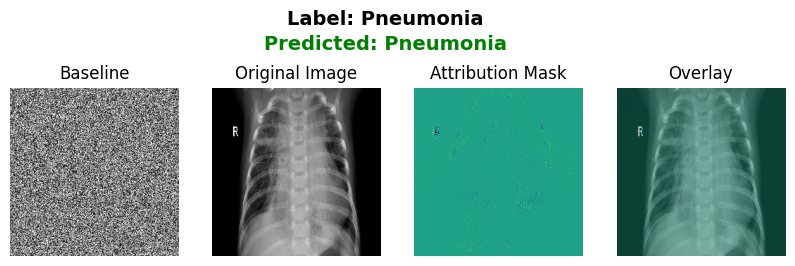 Label: Pneumonia
Predicted: Pneumonia
Baseline
Original Image
Attribution Mask
Overlay
R
R
R